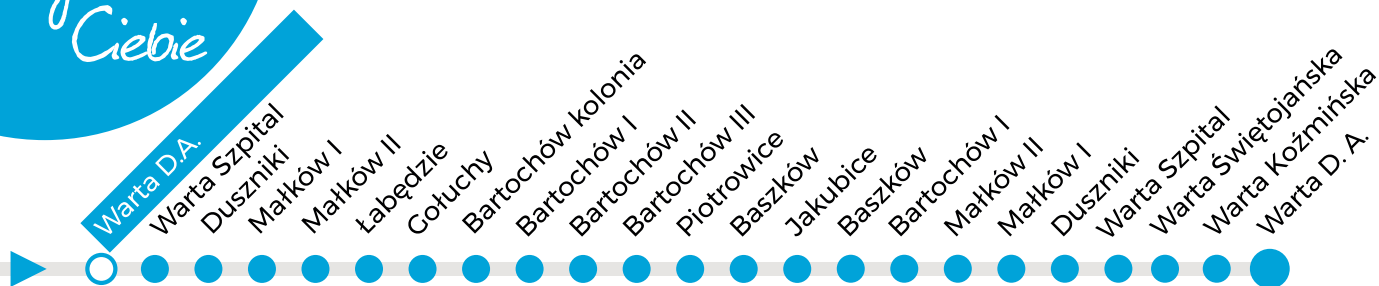 Ciebie
Warta D.A.
Warta Szpital
Duszniki
Małków I
Małków II
Łabędzie
Gołuchy
Bartochów kolonia
Bartochów I
Bartochów II
Bartochów III
Piotrowice
Baszków
Jakubice
Baszków
Bartochów I
Małków II
Małków I
Duszniki
Warta Szpital
Warta Świętojańska
Warta Koźmińska
Warta D. A.